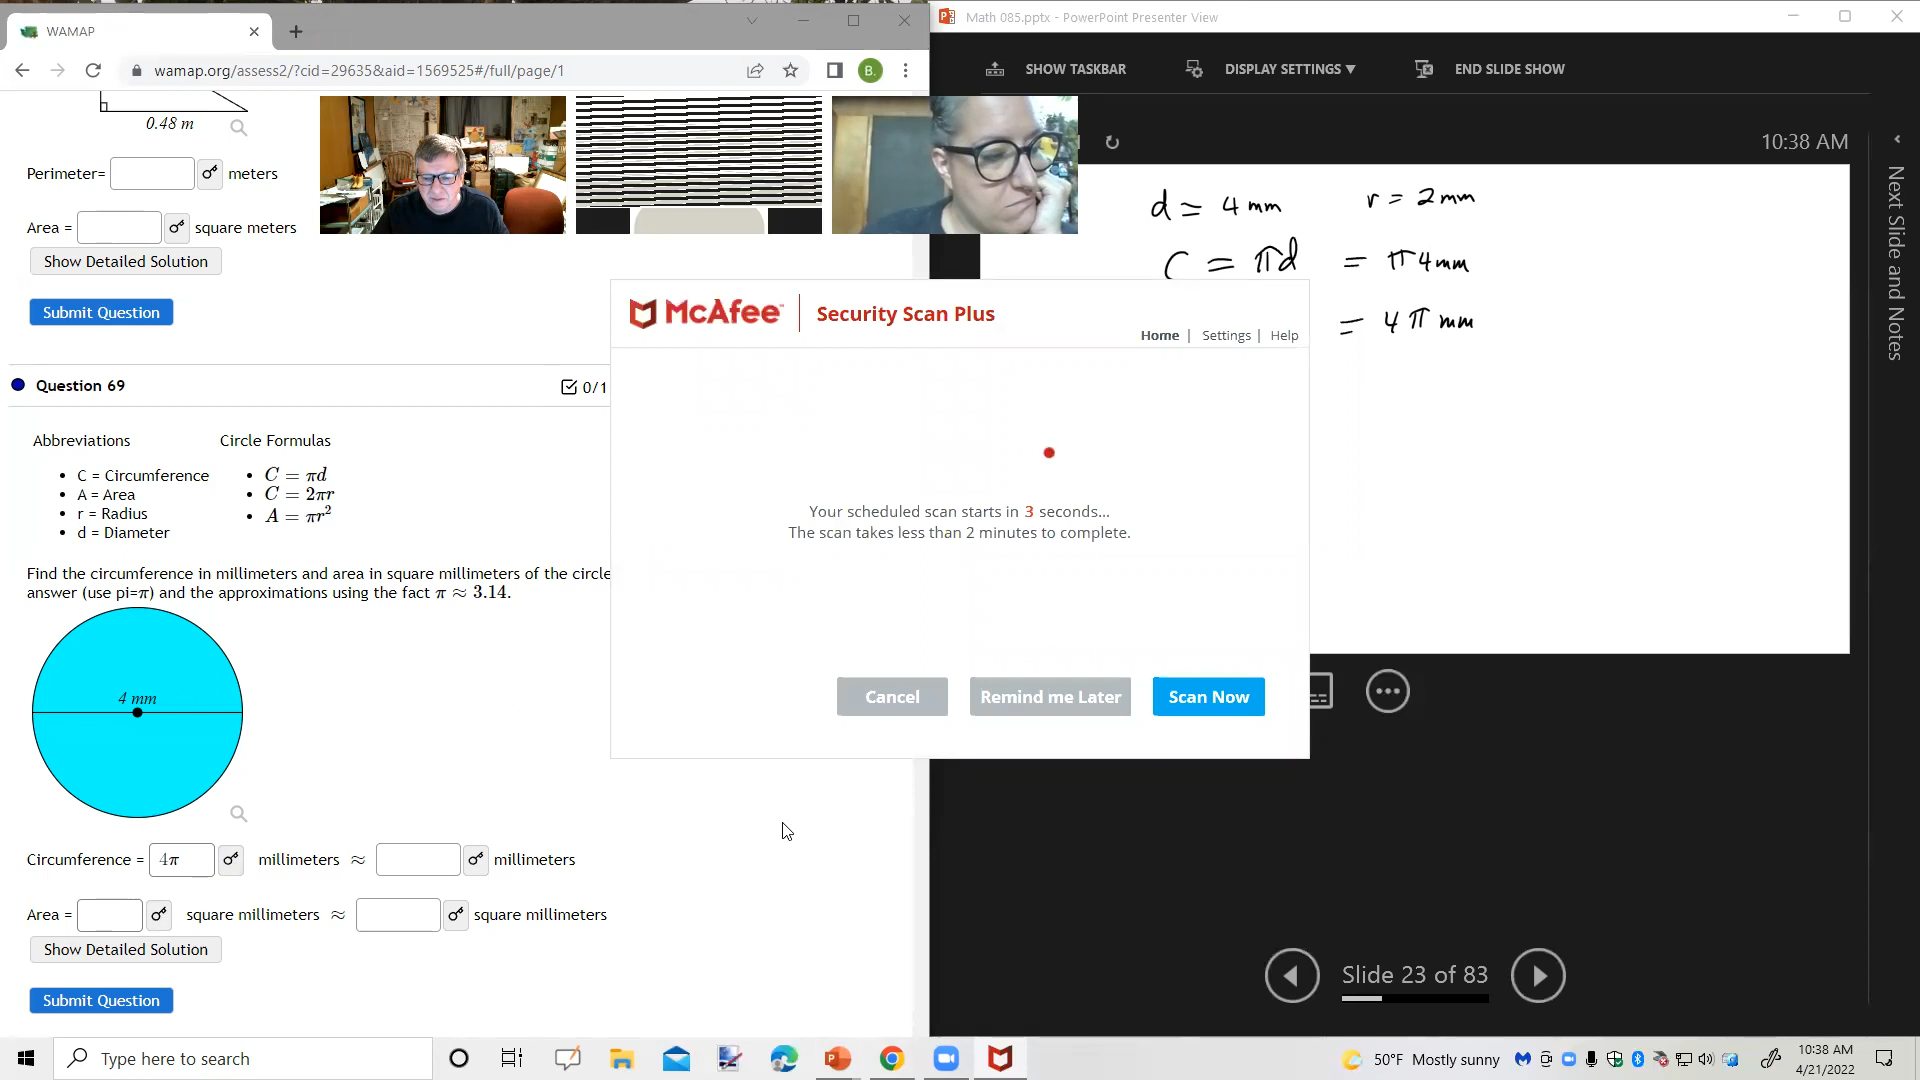 WAMAP
wamap.org/assess2/?cid=29635&aid=1569525#/full/page/1
B.
0.48 m
Perimeter= meters
Area = square meters
Show Detailed Solution
Submit Question
Question 69
0/1
Abbreviations
C = Circumference
A = Area
r = Radius
d = Diameter
Circle Formulas
C = πd
C = 2πr
A = πr²
Find the circumference in millimeters and area in square millimeters of the circle
answer (use pi=π) and the approximations using the fact π ≈ 3.14.
4 mm
Circumference = 4π millimeters ≈ millimeters
Area = square millimeters ≈ square millimeters
Show Detailed Solution
Submit Question
McAfee Security Scan Plus
Home | Settings | Help
Your scheduled scan starts in 3 seconds...
The scan takes less than 2 minutes to complete.
Cancel Remind me Later Scan Now
Math 085.pptx - PowerPoint Presenter View
SHOW TASKBAR DISPLAY SETTINGS ▼ END SLIDE SHOW
10:38 AM
d = 4 mm r = 2 mm
C = πd = π 4 mm
= 4 π mm
Next Slide and Notes
Slide 23 of 83
Type here to search
50°F Mostly sunny
10:38 AM
4/21/2022